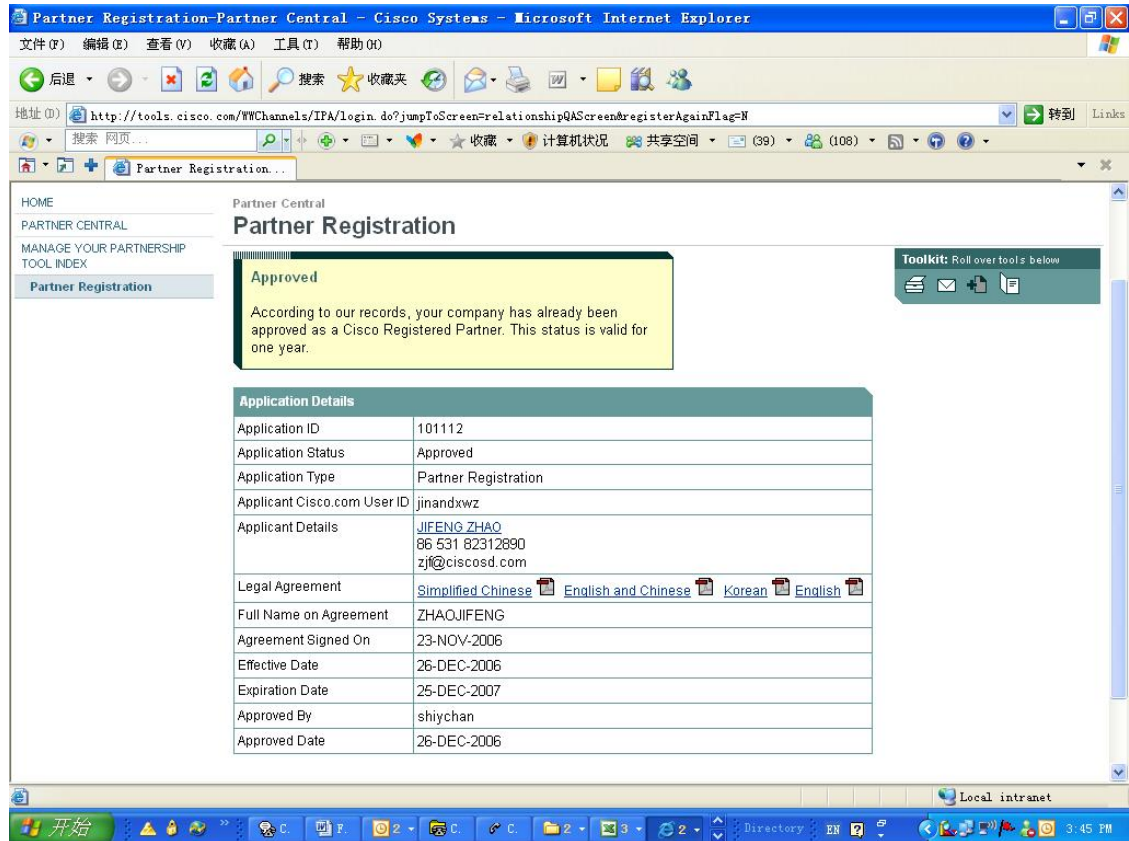 Partner Registration-Partner Central - Cisco Systems - Microsoft Internet Explorer
文件(F) 编辑(E) 查看(V) 收藏(A) 工具(T) 帮助(H)
后退 搜索 收藏夹
地址(D) http://tools.cisco.com/WWChannels/IPA/login.do?jumpToScreen=relationshipQAScreen&registerAgainFlag=N 转到 Links
搜索 网页... 收藏 计算机状况 共享空间 (39) (108)
Partner Registration...
HOME
PARTNER CENTRAL
MANAGE YOUR PARTNERSHIP
TOOL INDEX
Partner Registration
Partner Central
Partner Registration
Toolkit: Roll over tools below
Approved
According to our records, your company has already been
approved as a Cisco Registered Partner. This status is valid for
one year.
Application Details
Application ID 101112
Application Status Approved
Application Type Partner Registration
Applicant Cisco.com User ID jinandxwz
Applicant Details JIFENG ZHAO
86 531 82312890
zjf@ciscosd.com
Legal Agreement Simplified Chinese English and Chinese Korean English
Full Name on Agreement ZHAOJIFENG
Agreement Signed On 23-NOV-2006
Effective Date 26-DEC-2006
Expiration Date 25-DEC-2007
Approved By shiychan
Approved Date 26-DEC-2006
Local intranet
开始 C. F. 2 C. C. 2 3 2 Directory EN 3:45 PM